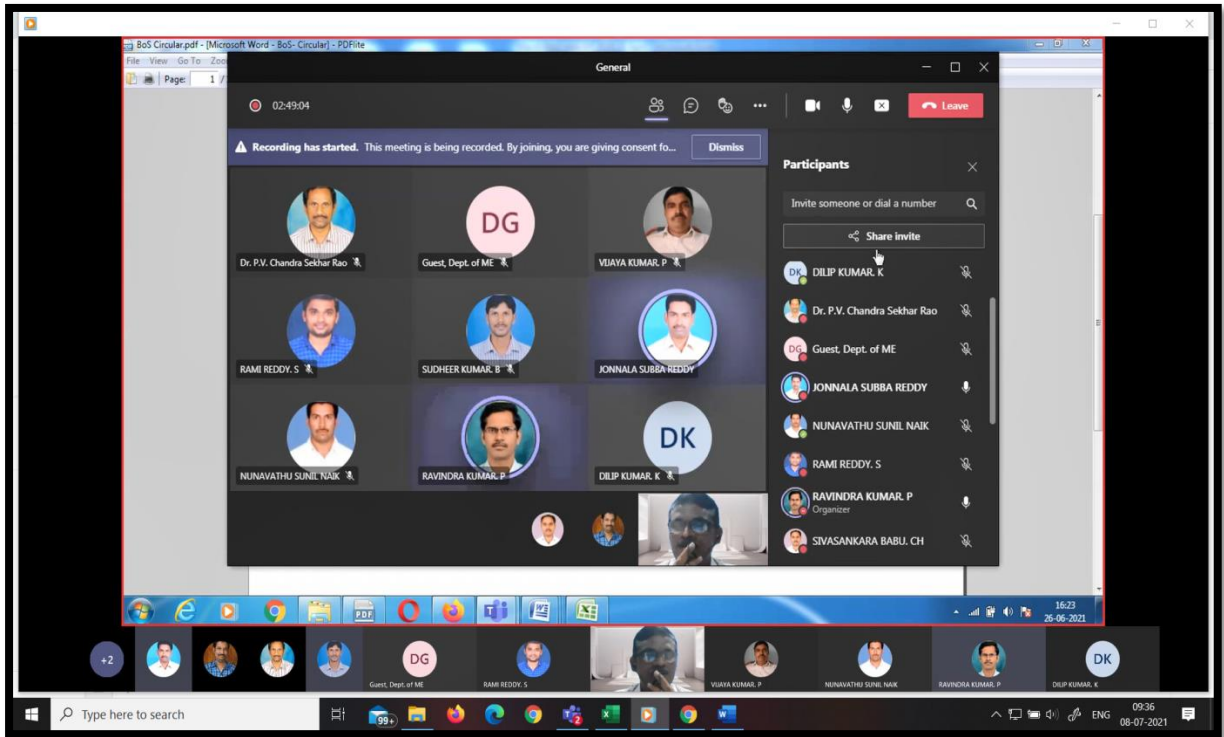 BoS Circular.pdf - [Microsoft Word - BoS- Circular] - PDFlite
File View Go To Zoo
Page: 1 /
General
02:49:04
Leave
Recording has started. This meeting is being recorded. By joining, you are giving consent fo... Dismiss
Participants
Invite someone or dial a number
Share invite
DG
Dr. P.V. Chandra Sekhar Rao
Guest, Dept. of ME
VIJAYA KUMAR. P
RAMI REDDY. S
SUDHEER KUMAR. B
JONNALA SUBBA REDDY
DK
NUNAVATHU SUNIL NAIK
RAVINDRA KUMAR. P
DILIP KUMAR. K
DK DILIP KUMAR. K
Dr. P.V. Chandra Sekhar Rao
DG Guest, Dept. of ME
JONNALA SUBBA REDDY
NUNAVATHU SUNIL NAIK
RAMI REDDY. S
RAVINDRA KUMAR. P
Organizer
SIVASANKARA BABU. CH
PDF
16:23
26-06-2021
+2
DG
DK
Guest, Dept. of ME
RAMI REDDY. S
VIJAYA KUMAR. P
NUNAVATHU SUNIL NAIK
RAVINDRA KUMAR. P
DILIP KUMAR. K
Type here to search
99+
2
ENG
09:36
08-07-2021